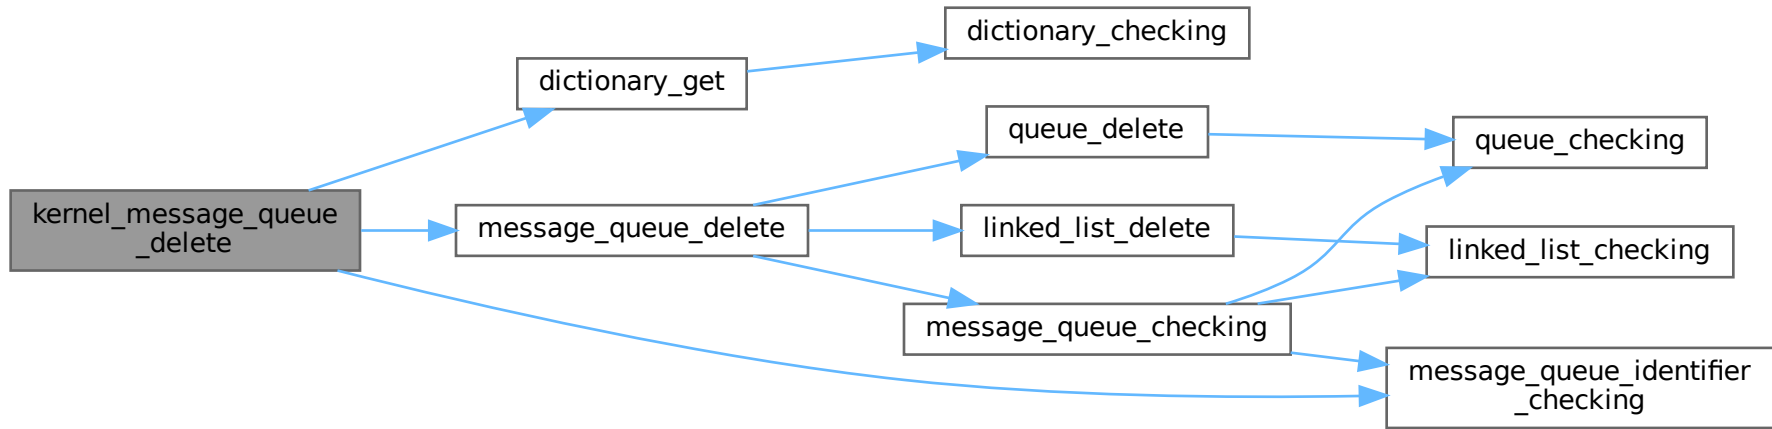 dictionary_checking
dictionary_get
queue_delete
queue_checking
kernel_message_queue
_delete
message_queue_delete
linked_list_delete
linked_list_checking
message_queue_checking
message_queue_identifier
_checking